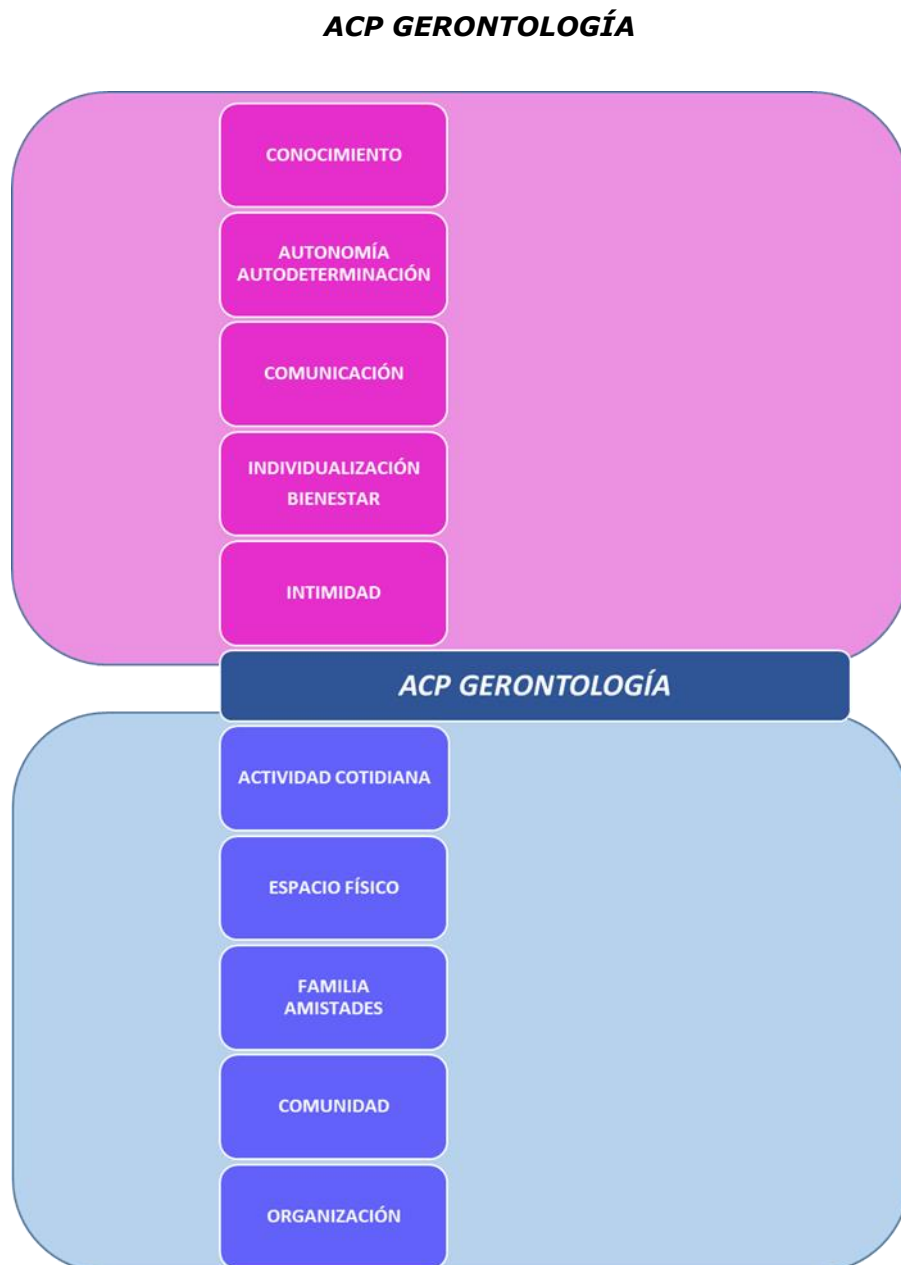 ACP GERONTOLOGÍA
CONOCIMIENTO
AUTONOMÍA
AUTODETERMINACIÓN
COMUNICACIÓN
INDIVIDUALIZACIÓN
BIENESTAR
INTIMIDAD
ACP GERONTOLOGÍA
ACTIVIDAD COTIDIANA
ESPACIO FÍSICO
FAMILIA
AMISTADES
COMUNIDAD
ORGANIZACIÓN